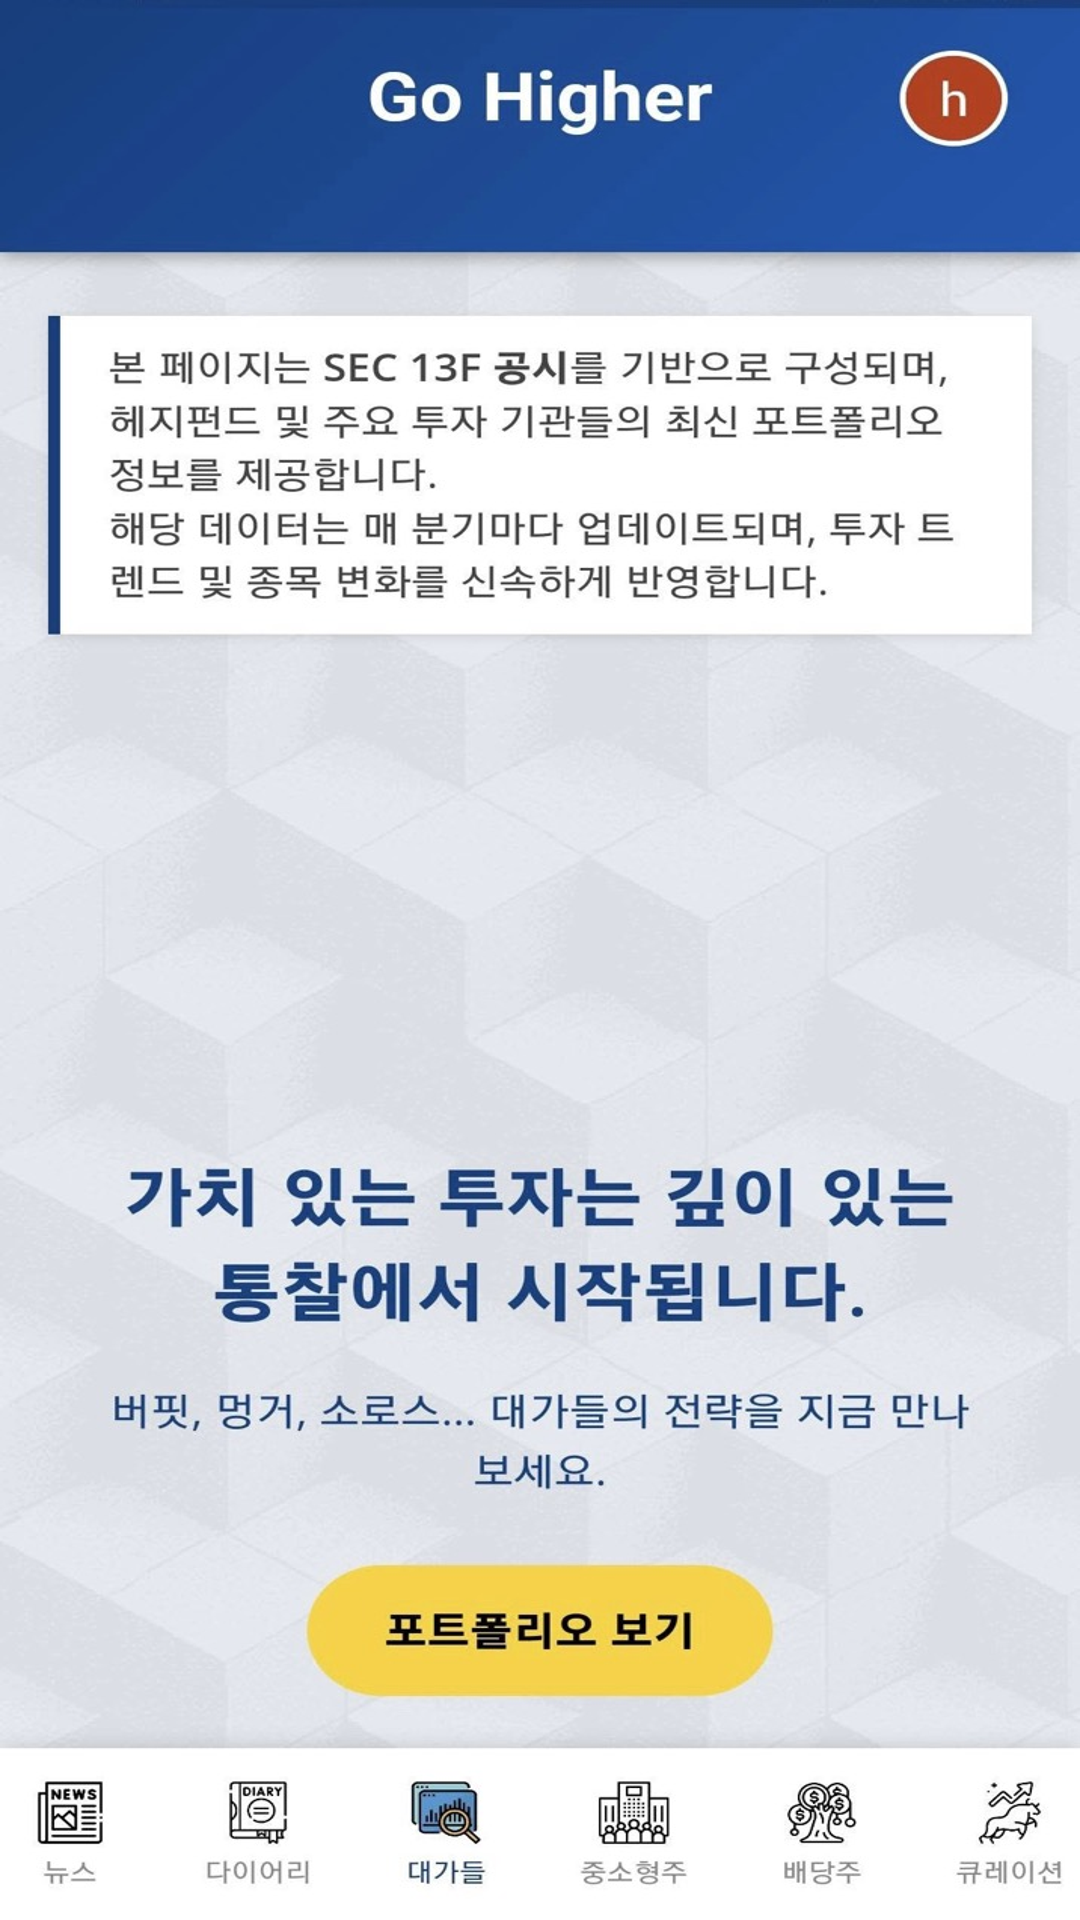 Go Higher
h
본 페이지는 SEC 13F 공시를 기반으로 구성되며,
헤지펀드 및 주요 투자 기관들의 최신 포트폴리오
정보를 제공합니다.
해당 데이터는 매 분기마다 업데이트되며, 투자 트
렌드 및 종목 변화를 신속하게 반영합니다.
가치 있는 투자는 깊이 있는
통찰에서 시작됩니다.
버핏, 멍거, 소로스... 대가들의 전략을 지금 만나
보세요.
포트폴리오 보기
NEWS
DIARY
뉴스
다이어리
대가들
중소형주
배당주
큐레이션